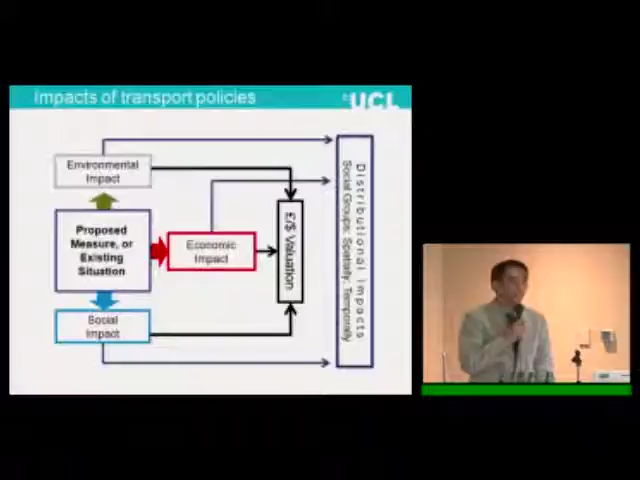 Impacts of transport policies
UCL
Environmental
Impact
Proposed
Measure, or
Existing
Situation
Economic
Impact
Social
Impact
£/$ Valuation
Distributional impacts
Social Groups; Spatially; Temporally